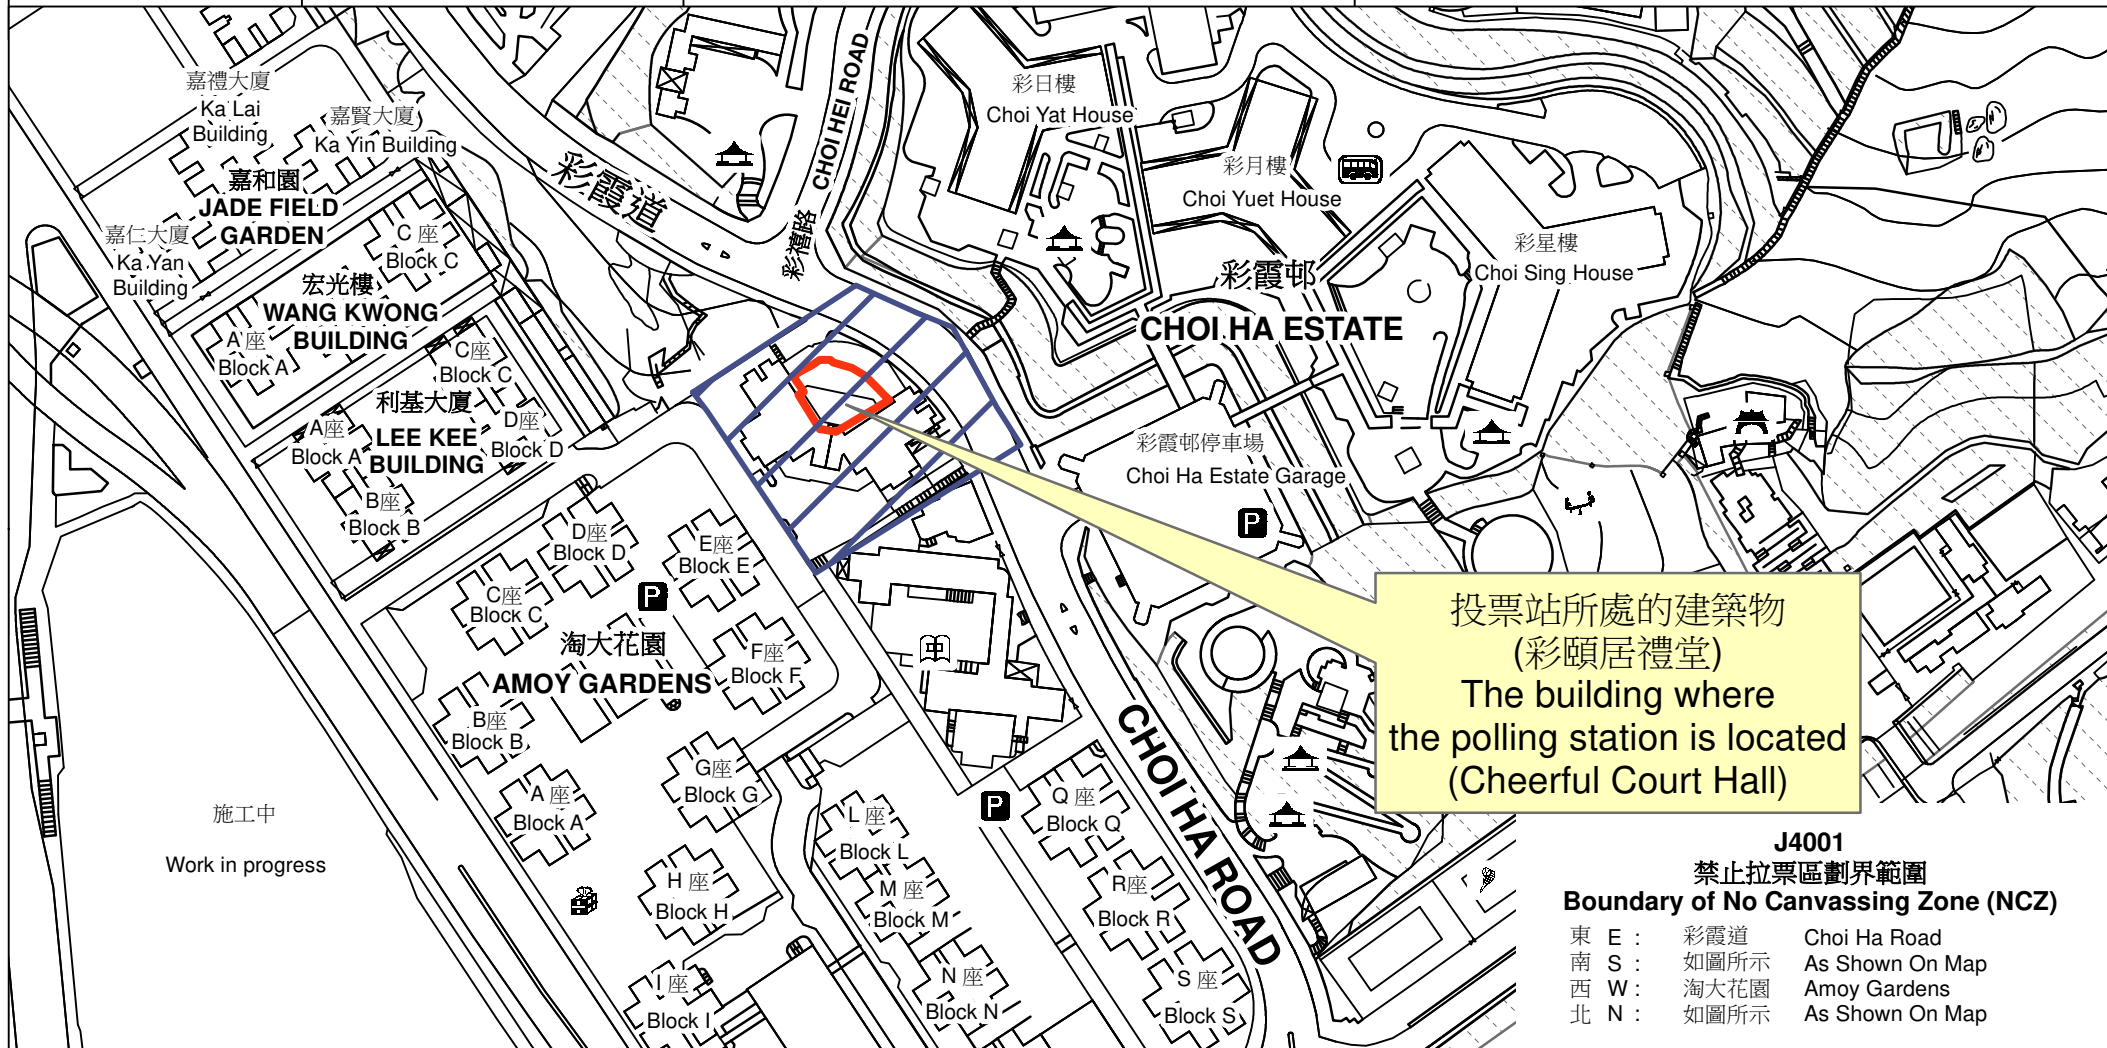 嘉禮大廈
Ka Lai
Building
嘉賢大廈
Ka Yin Building
嘉和園
JADE FIELD
GARDEN
嘉仁大廈
Ka Yan
Building
C 座
Block C
宏光樓
WANG KWONG
BUILDING
A 座
Block A
C座
Block C
利基大廈
LEE KEE
BUILDING
A座
Block A
D座
Block D
B座
Block B
彩霞道
CHOI HEI ROAD
彩禧路
彩日樓
Choi Yat House
彩月樓
Choi Yuet House
彩星樓
Choi Sing House
彩霞邨
CHOI HA ESTATE
彩霞邨停車場
Choi Ha Estate Garage
P
D座
Block D
E座
Block E
C座
Block C
P
淘大花園
AMOY GARDENS
F座
Block F
B座
Block B
G座
Block G
A 座
Block A
H 座
Block H
I 座
Block I
L 座
Block L
M 座
Block M
N 座
Block N
P
Q 座
Block Q
R座
Block R
S 座
Block S
中
CHOI HA ROAD
施工中
Work in progress
投票站所處的建築物
(彩頤居禮堂)
The building where
the polling station is located
(Cheerful Court Hall)
J4001
禁止拉票區劃界範圍
Boundary of No Canvassing Zone (NCZ)
東 E : 彩霞道 Choi Ha Road
南 S : 如圖所示 As Shown On Map
西 W : 淘大花園 Amoy Gardens
北 N : 如圖所示 As Shown On Map